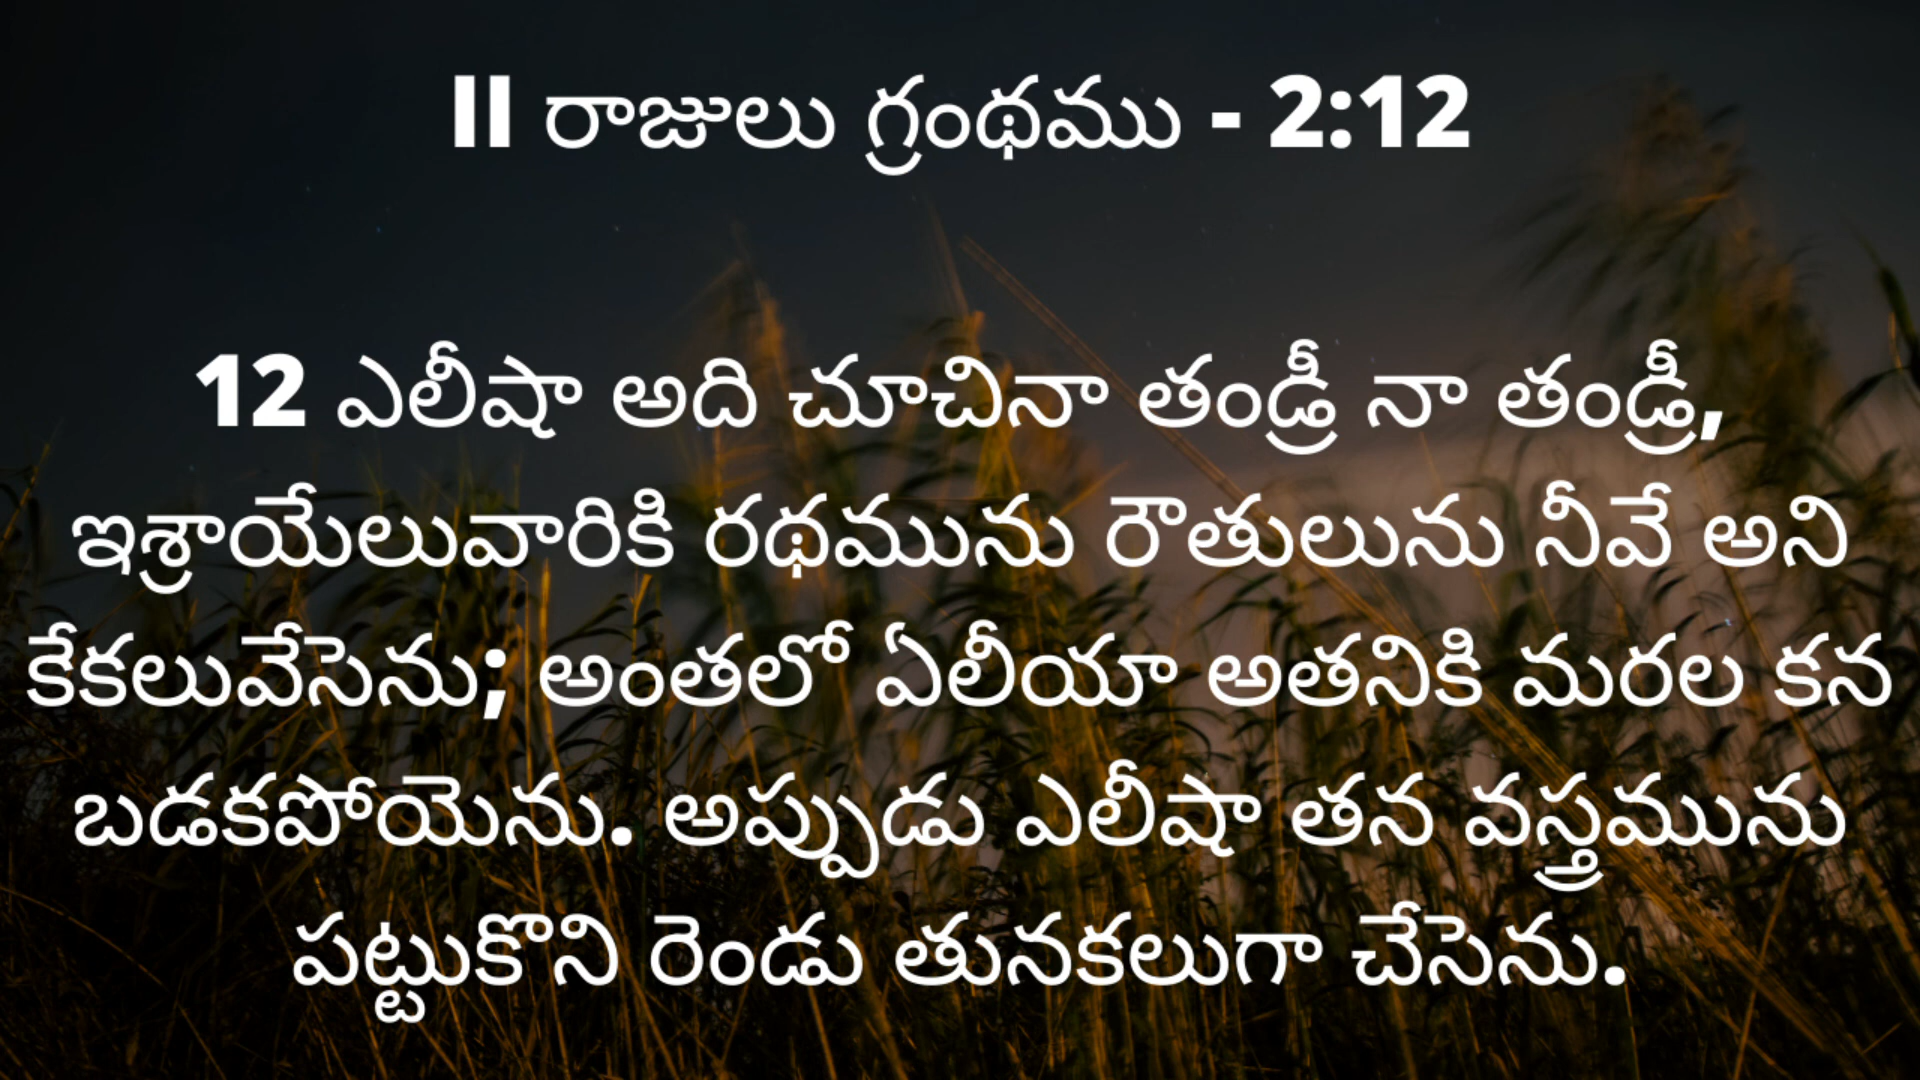 II రాజులు గ్రంథము - 2:12
12 ఎలీషా అది చూచినా తండ్రీ నా తండ్రీ,
ఇశ్రాయేలువారికి రథమును రౌతులును నీవే అని
కేకలువేసెను; అంతలో ఏలీయా అతనికి మరల కన
బడకపోయెను. అప్పుడు ఎలీషా తన వస్త్రమును
పట్టుకొని రెండు తునకలుగా చేసెను.